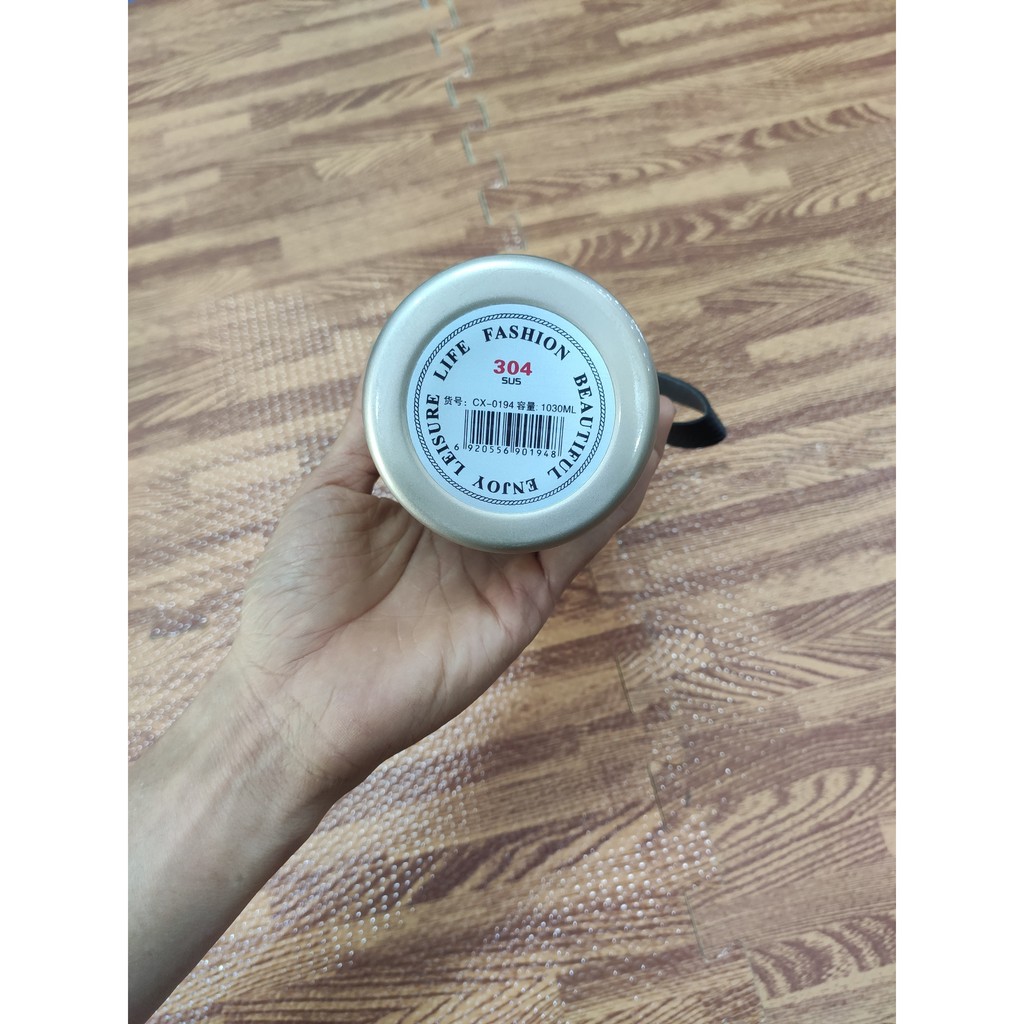 LEISURE LIFE FASHION BEAUTIFUL ENJOY
304
SUS
货号: CX-0194 容量: 1030ML
6 920556 901948